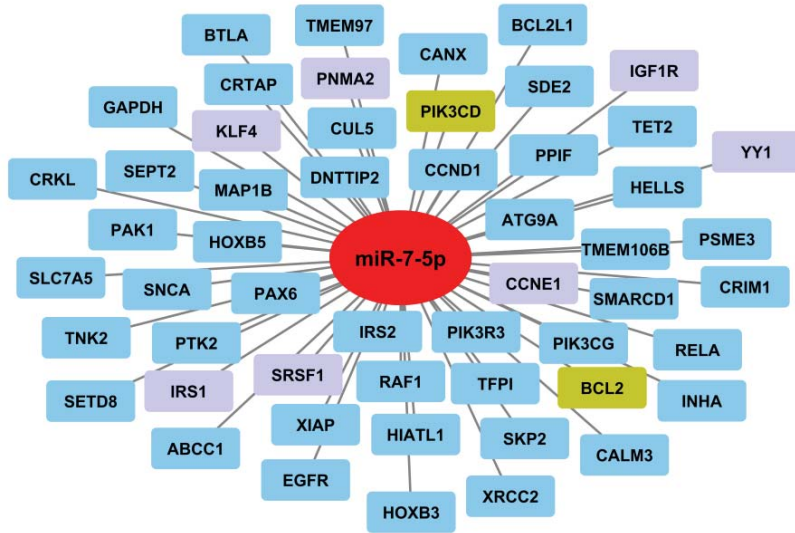 TMEM97
BCL2L1
BTLA
CANX
CRTAP
PNMA2
SDE2
IGF1R
GAPDH
PIK3CD
KLF4
CUL5
TET2
YY1
PPIF
CCND1
SEPT2
DNTTIP2
CRKL
MAP1B
HELLS
ATG9A
PAK1
HOXB5
PSME3
TMEM106B
miR-7-5p
SLC7A5
SNCA
PAX6
CCNE1
CRIM1
SMARCD1
IRS2
PIK3R3
TNK2
PTK2
PIK3CG
RELA
SRSF1
RAF1
TFPI
SETD8
IRS1
BCL2
INHA
XIAP
HIATL1
SKP2
ABCC1
CALM3
EGFR
XRCC2
HOXB3